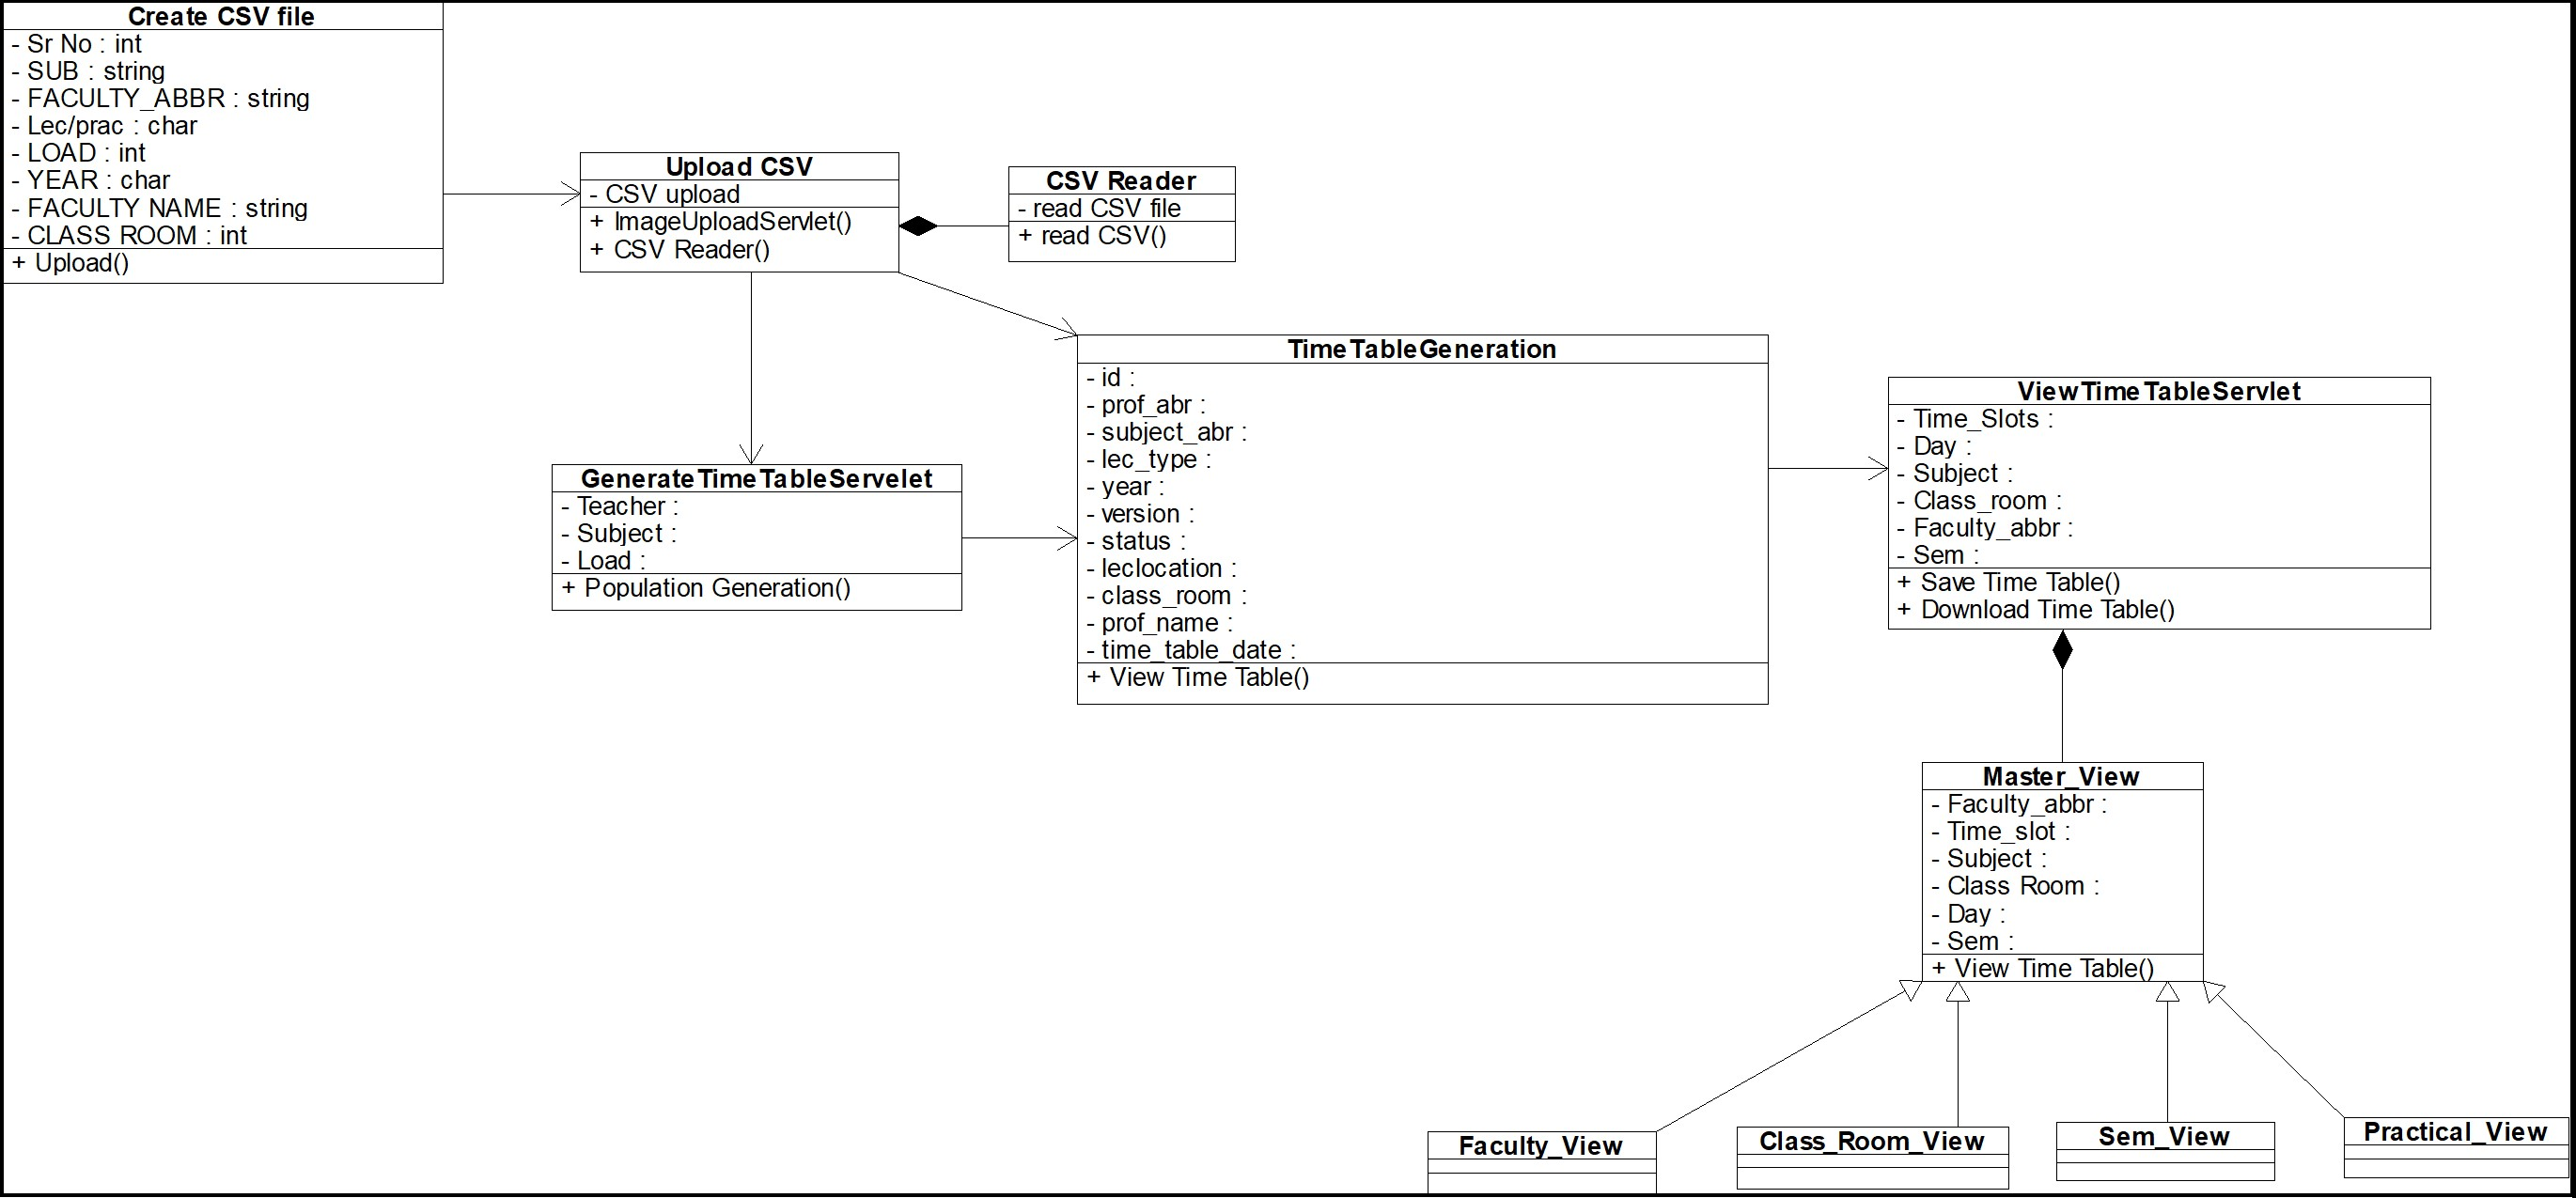 Create CSV file
- Sr No : int
- SUB : string
- FACULTY_ABBR : string
- Lec/prac : char
- LOAD : int
- YEAR : char
- FACULTY NAME : string
- CLASS ROOM : int
+ Upload()
Upload CSV
- CSV upload
+ ImageUploadServlet()
+ CSV Reader()
CSV Reader
- read CSV file
+ read CSV()
GenerateTimeTableServelet
- Teacher :
- Subject :
- Load :
+ Population Generation()
TimeTableGeneration
- id :
- prof_abr :
- subject_abr :
- lec_type :
- year :
- version :
- status :
- leclocation :
- class_room :
- prof_name :
- time_table_date :
+ View Time Table()
ViewTimeTableServlet
- Time_Slots :
- Day :
- Subject :
- Class_room :
- Faculty_abbr :
- Sem :
+ Save Time Table()
+ Download Time Table()
Master_View
- Faculty_abbr :
- Time_slot :
- Subject :
- Class Room :
- Day :
- Sem :
+ View Time Table()
Faculty_View
Class_Room_View
Sem_View
Practical_View